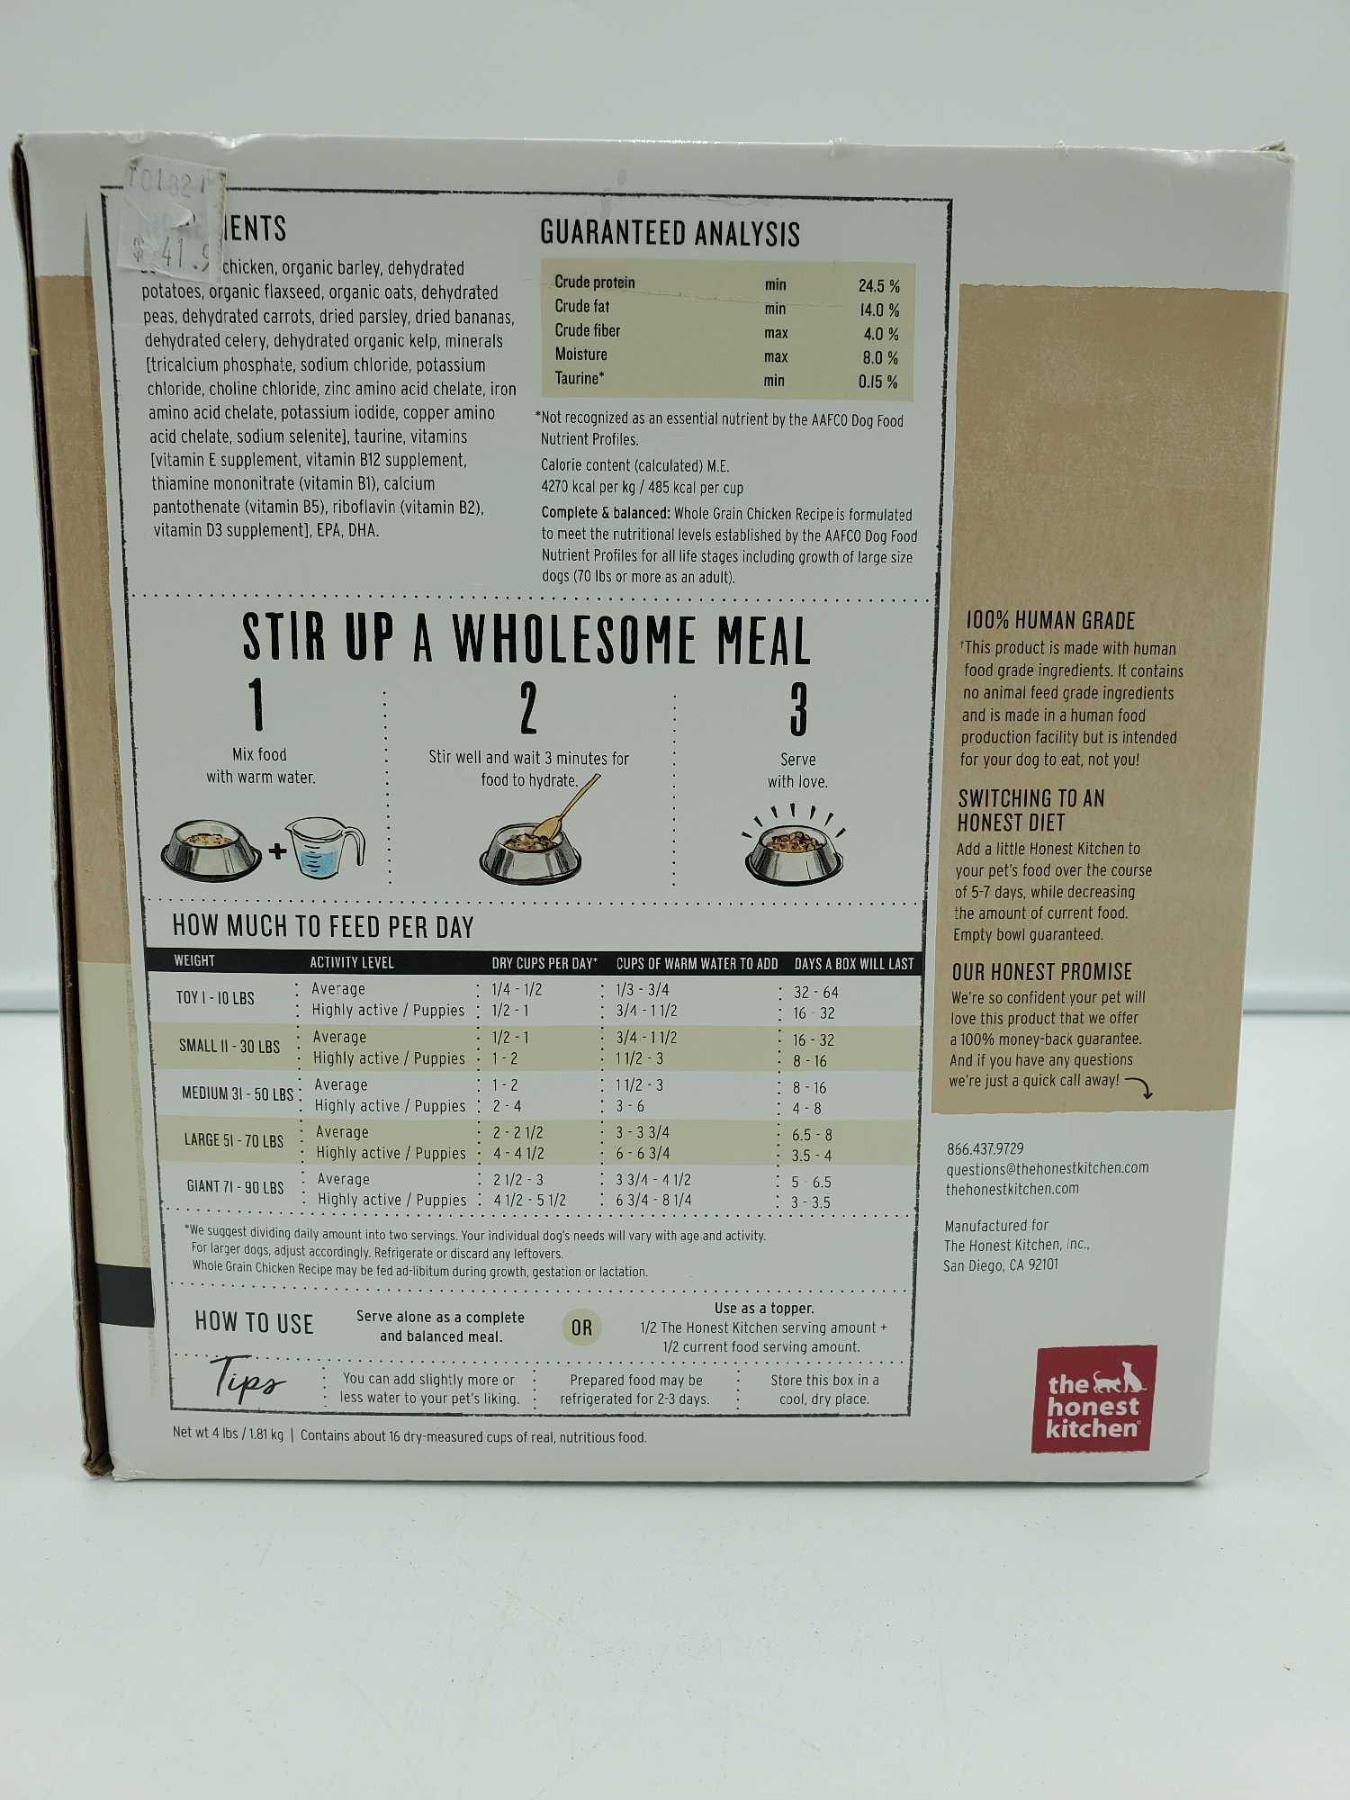 101821
$ 41.9
IENTS
chicken, organic barley, dehydrated
potatoes, organic flaxseed, organic oats, dehydrated
peas, dehydrated carrots, dried parsley, dried bananas,
dehydrated celery, dehydrated organic kelp, minerals
[tricalcium phosphate, sodium chloride, potassium
chloride, choline chloride, zinc amino acid chelate, iron
amino acid chelate, potassium iodide, copper amino
acid chelate, sodium selenite], taurine, vitamins
[vitamin E supplement, vitamin B12 supplement,
thiamine mononitrate (vitamin B1), calcium
pantothenate (vitamin B5), riboflavin (vitamin B2),
vitamin D3 supplement], EPA, DHA.
GUARANTEED ANALYSIS
Crude protein min 24.5 %
Crude fat min 14.0 %
Crude fiber max 4.0 %
Moisture max 8.0 %
Taurine* min 0.15 %
*Not recognized as an essential nutrient by the AAFCO Dog Food
Nutrient Profiles.
Calorie content (calculated) M.E.
4270 kcal per kg / 485 kcal per cup
Complete & balanced: Whole Grain Chicken Recipe is formulated
to meet the nutritional levels established by the AAFCO Dog Food
Nutrient Profiles for all life stages including growth of large size
dogs (70 lbs or more as an adult).
STIR UP A WHOLESOME MEAL
1
Mix food
with warm water.
2
Stir well and wait 3 minutes for
food to hydrate.
3
Serve
with love.
+
HOW MUCH TO FEED PER DAY
WEIGHT ACTIVITY LEVEL DRY CUPS PER DAY* CUPS OF WARM WATER TO ADD DAYS A BOX WILL LAST
TOY 1 - 10 LBS Average 1/4 - 1/2 1/3 - 3/4 32 - 64
Highly active / Puppies 1/2 - 1 3/4 - 1 1/2 16 - 32
SMALL 11 - 30 LBS Average 1/2 - 1 3/4 - 1 1/2 16 - 32
Highly active / Puppies 1 - 2 1 1/2 - 3 8 - 16
MEDIUM 31 - 50 LBS Average 1 - 2 1 1/2 - 3 8 - 16
Highly active / Puppies 2 - 4 3 - 6 4 - 8
LARGE 51 - 70 LBS Average 2 - 2 1/2 3 - 3 3/4 6.5 - 8
Highly active / Puppies 4 - 4 1/2 6 - 6 3/4 3.5 - 4
GIANT 71 - 90 LBS Average 2 1/2 - 3 3 3/4 - 4 1/2 5 - 6.5
Highly active / Puppies 4 1/2 - 5 1/2 6 3/4 - 8 1/4 3 - 3.5
*We suggest dividing daily amount into two servings. Your individual dog's needs will vary with age and activity.
For larger dogs, adjust accordingly. Refrigerate or discard any leftovers.
Whole Grain Chicken Recipe may be fed ad-libitum during growth, gestation or lactation.
HOW TO USE
Serve alone as a complete
and balanced meal.
OR
Use as a topper.
1/2 The Honest Kitchen serving amount +
1/2 current food serving amount.
Tips
You can add slightly more or
less water to your pet's liking.
Prepared food may be
refrigerated for 2-3 days.
Store this box in a
cool, dry place.
Net wt 4 lbs / 1.81 kg | Contains about 16 dry-measured cups of real, nutritious food.
100% HUMAN GRADE
†This product is made with human
food grade ingredients. It contains
no animal feed grade ingredients
and is made in a human food
production facility but is intended
for your dog to eat, not you!
SWITCHING TO AN
HONEST DIET
Add a little Honest Kitchen to
your pet's food over the course
of 5-7 days, while decreasing
the amount of current food.
Empty bowl guaranteed.
OUR HONEST PROMISE
We're so confident your pet will
love this product that we offer
a 100% money-back guarantee.
And if you have any questions
we're just a quick call away!
866.437.9729
questions@thehonestkitchen.com
thehonestkitchen.com
Manufactured for
The Honest Kitchen, Inc.,
San Diego, CA 92101
the
honest
kitchen®